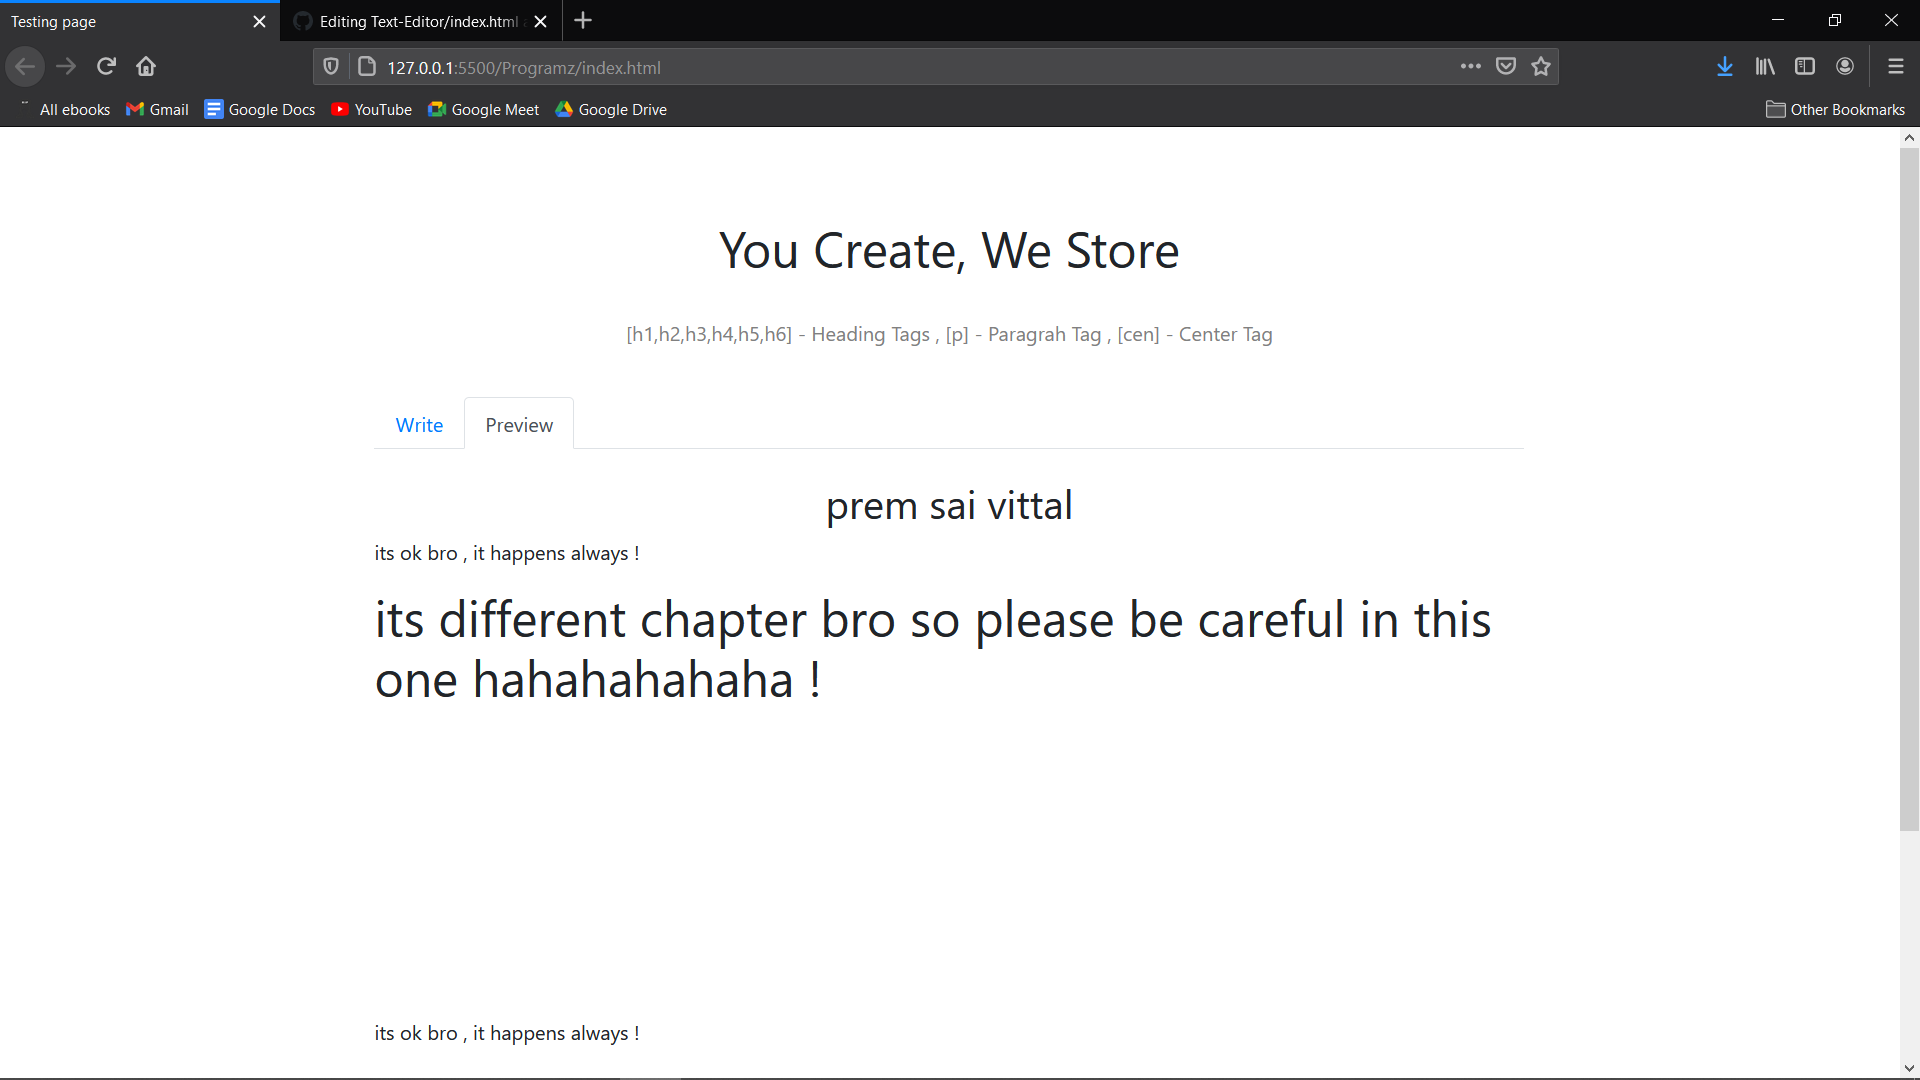 Testing page
Editing Text-Editor/index.html
127.0.0.1:5500/Programz/index.html
All ebooks Gmail Google Docs YouTube Google Meet Google Drive Other Bookmarks
You Create, We Store
[h1,h2,h3,h4,h5,h6] - Heading Tags , [p] - Paragrah Tag , [cen] - Center Tag
Write Preview
prem sai vittal
its ok bro , it happens always !
its different chapter bro so please be careful in this
one hahahahahaha !
its ok bro , it happens always !